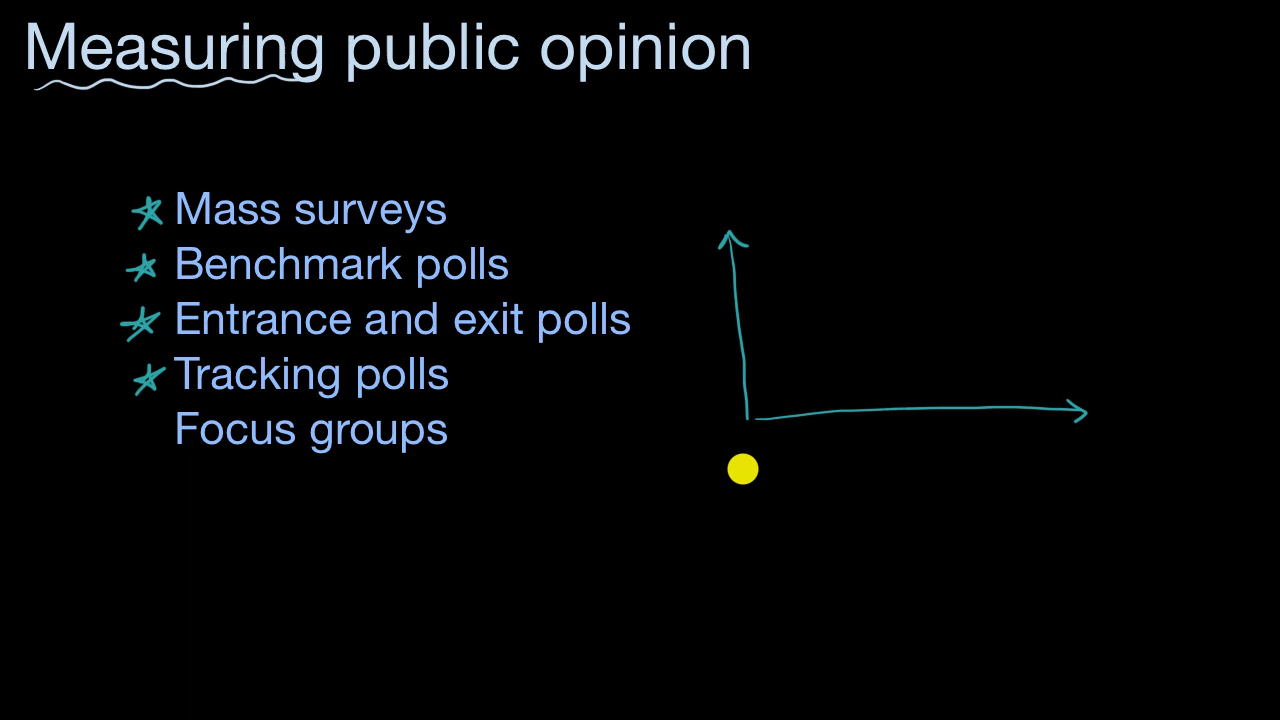 Measuring public opinion
Mass surveys
Benchmark polls
Entrance and exit polls
Tracking polls
Focus groups